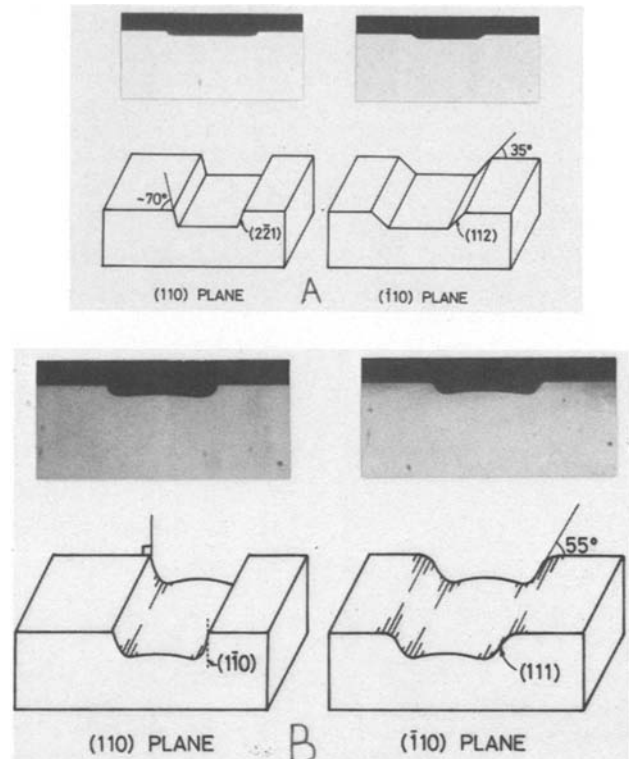 35°
~70°
(22̄1)
(112)
(110) PLANE
A
(1̄10) PLANE
55°
(11̄0)
(111)
(110) PLANE
B
(1̄10) PLANE